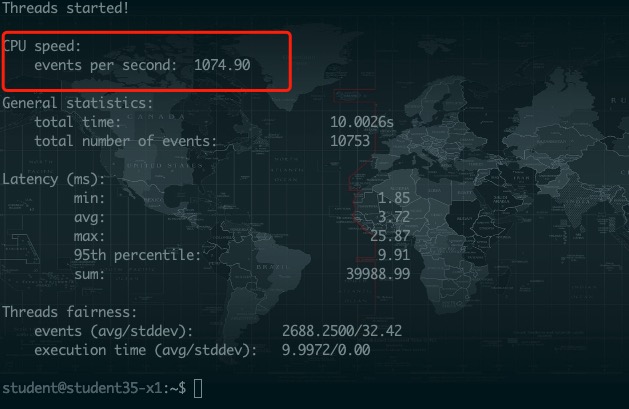 Threads started!
CPU speed:
events per second: 1074.90
General statistics:
total time: 10.0026s
total number of events: 10753
Latency (ms):
min: 1.85
avg: 3.72
max: 25.87
95th percentile: 9.91
sum: 39988.99
Threads fairness:
events (avg/stddev): 2688.2500/32.42
execution time (avg/stddev): 9.9972/0.00
student@student35-x1:~$